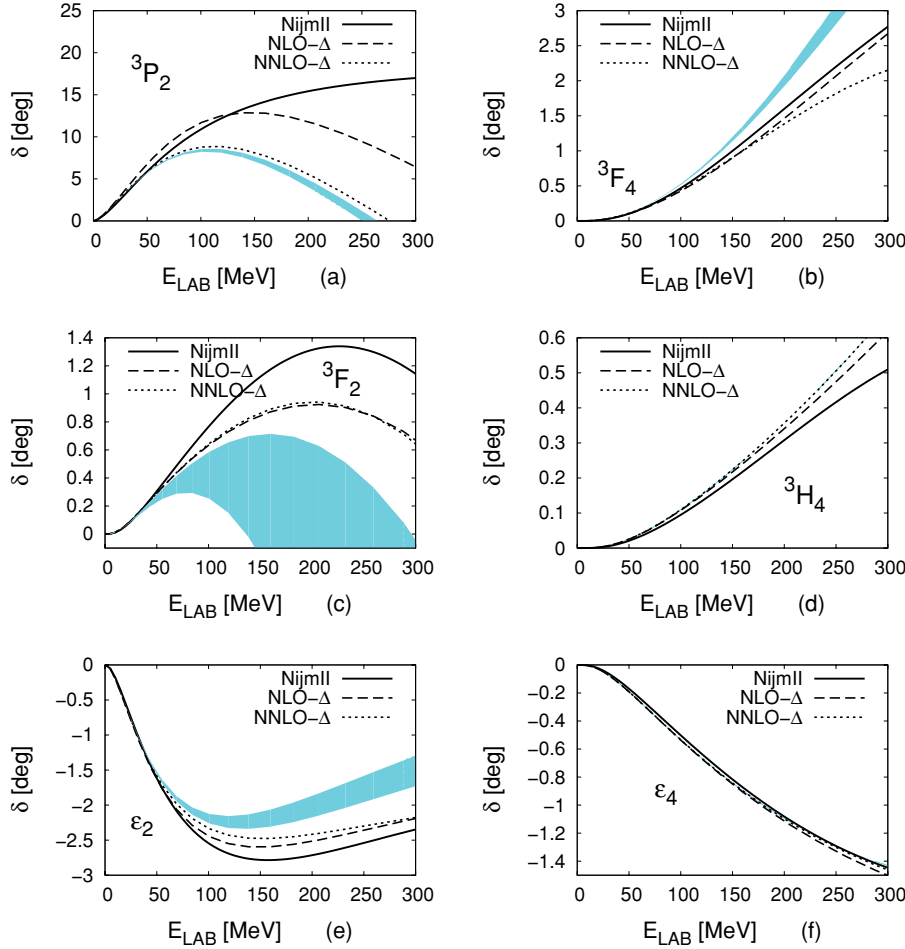 25
20
15
10
5
0
δ [deg]
³P₂
NijmII
NLO−Δ
NNLO−Δ
0 50 100 150 200 250 300
E_LAB [MeV] (a)
3
2.5
2
1.5
1
0.5
0
δ [deg]
NijmII
NLO−Δ
NNLO−Δ
³F₄
0 50 100 150 200 250 300
E_LAB [MeV] (b)
1.4
1.2
1
0.8
0.6
0.4
0.2
0
δ [deg]
NijmII
NLO−Δ
NNLO−Δ
³F₂
0 50 100 150 200 250 300
E_LAB [MeV] (c)
0.6
0.5
0.4
0.3
0.2
0.1
0
δ [deg]
NijmII
NLO−Δ
NNLO−Δ
³H₄
0 50 100 150 200 250 300
E_LAB [MeV] (d)
0
−0.5
−1
−1.5
−2
−2.5
−3
δ [deg]
NijmII
NLO−Δ
NNLO−Δ
ε₂
0 50 100 150 200 250 300
E_LAB [MeV] (e)
0
−0.2
−0.4
−0.6
−0.8
−1
−1.2
−1.4
δ [deg]
NijmII
NLO−Δ
NNLO−Δ
ε₄
0 50 100 150 200 250 300
E_LAB [MeV] (f)